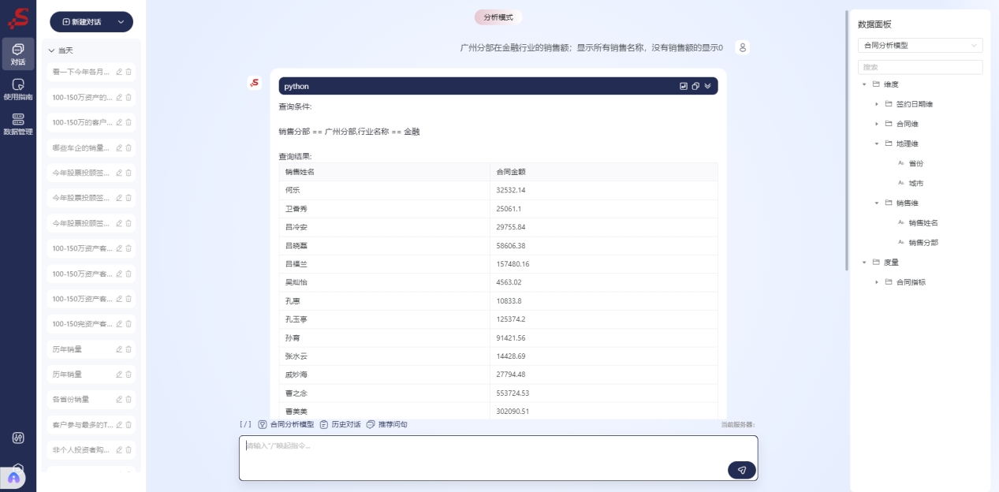 分析模式
新建对话
对话
使用指南
数据管理
当天
看一下今年各月...
100-150万资产的...
100-150万的客户...
哪些车企的销量...
今年股票投顾签...
今年股票投顾签...
今年股票投顾签...
100-150万资产客...
100-150万资产客...
100-150万资产客...
100-150完资产客...
历年销量
历年销量
各省份销量
客户参与最多的T...
非个人投资者购...
广州分部在金融行业的销售额；显示所有销售名称，没有销售额的显示0
python
查询条件:
销售分部 == 广州分部,行业名称 == 金融
查询结果:
销售姓名 合同金额
何乐 32532.14
卫香秀 25061.1
吕冷安 29755.84
吕晓磊 58606.38
吕福兰 157480.16
吴灿怡 4563.02
孔惠 10833.8
孔玉亭 125374.2
孙育 91421.56
张水云 14428.69
戚妙海 27794.48
曹之念 553724.53
曹美美 302090.51
[/] 合同分析模型 历史对话 推荐问句
当前服务器:
请输入"/"唤起指令...
数据面板
合同分析模型
搜索
维度
签约日期维
合同维
地理维
省份
城市
销售维
销售姓名
销售分部
度量
合同指标